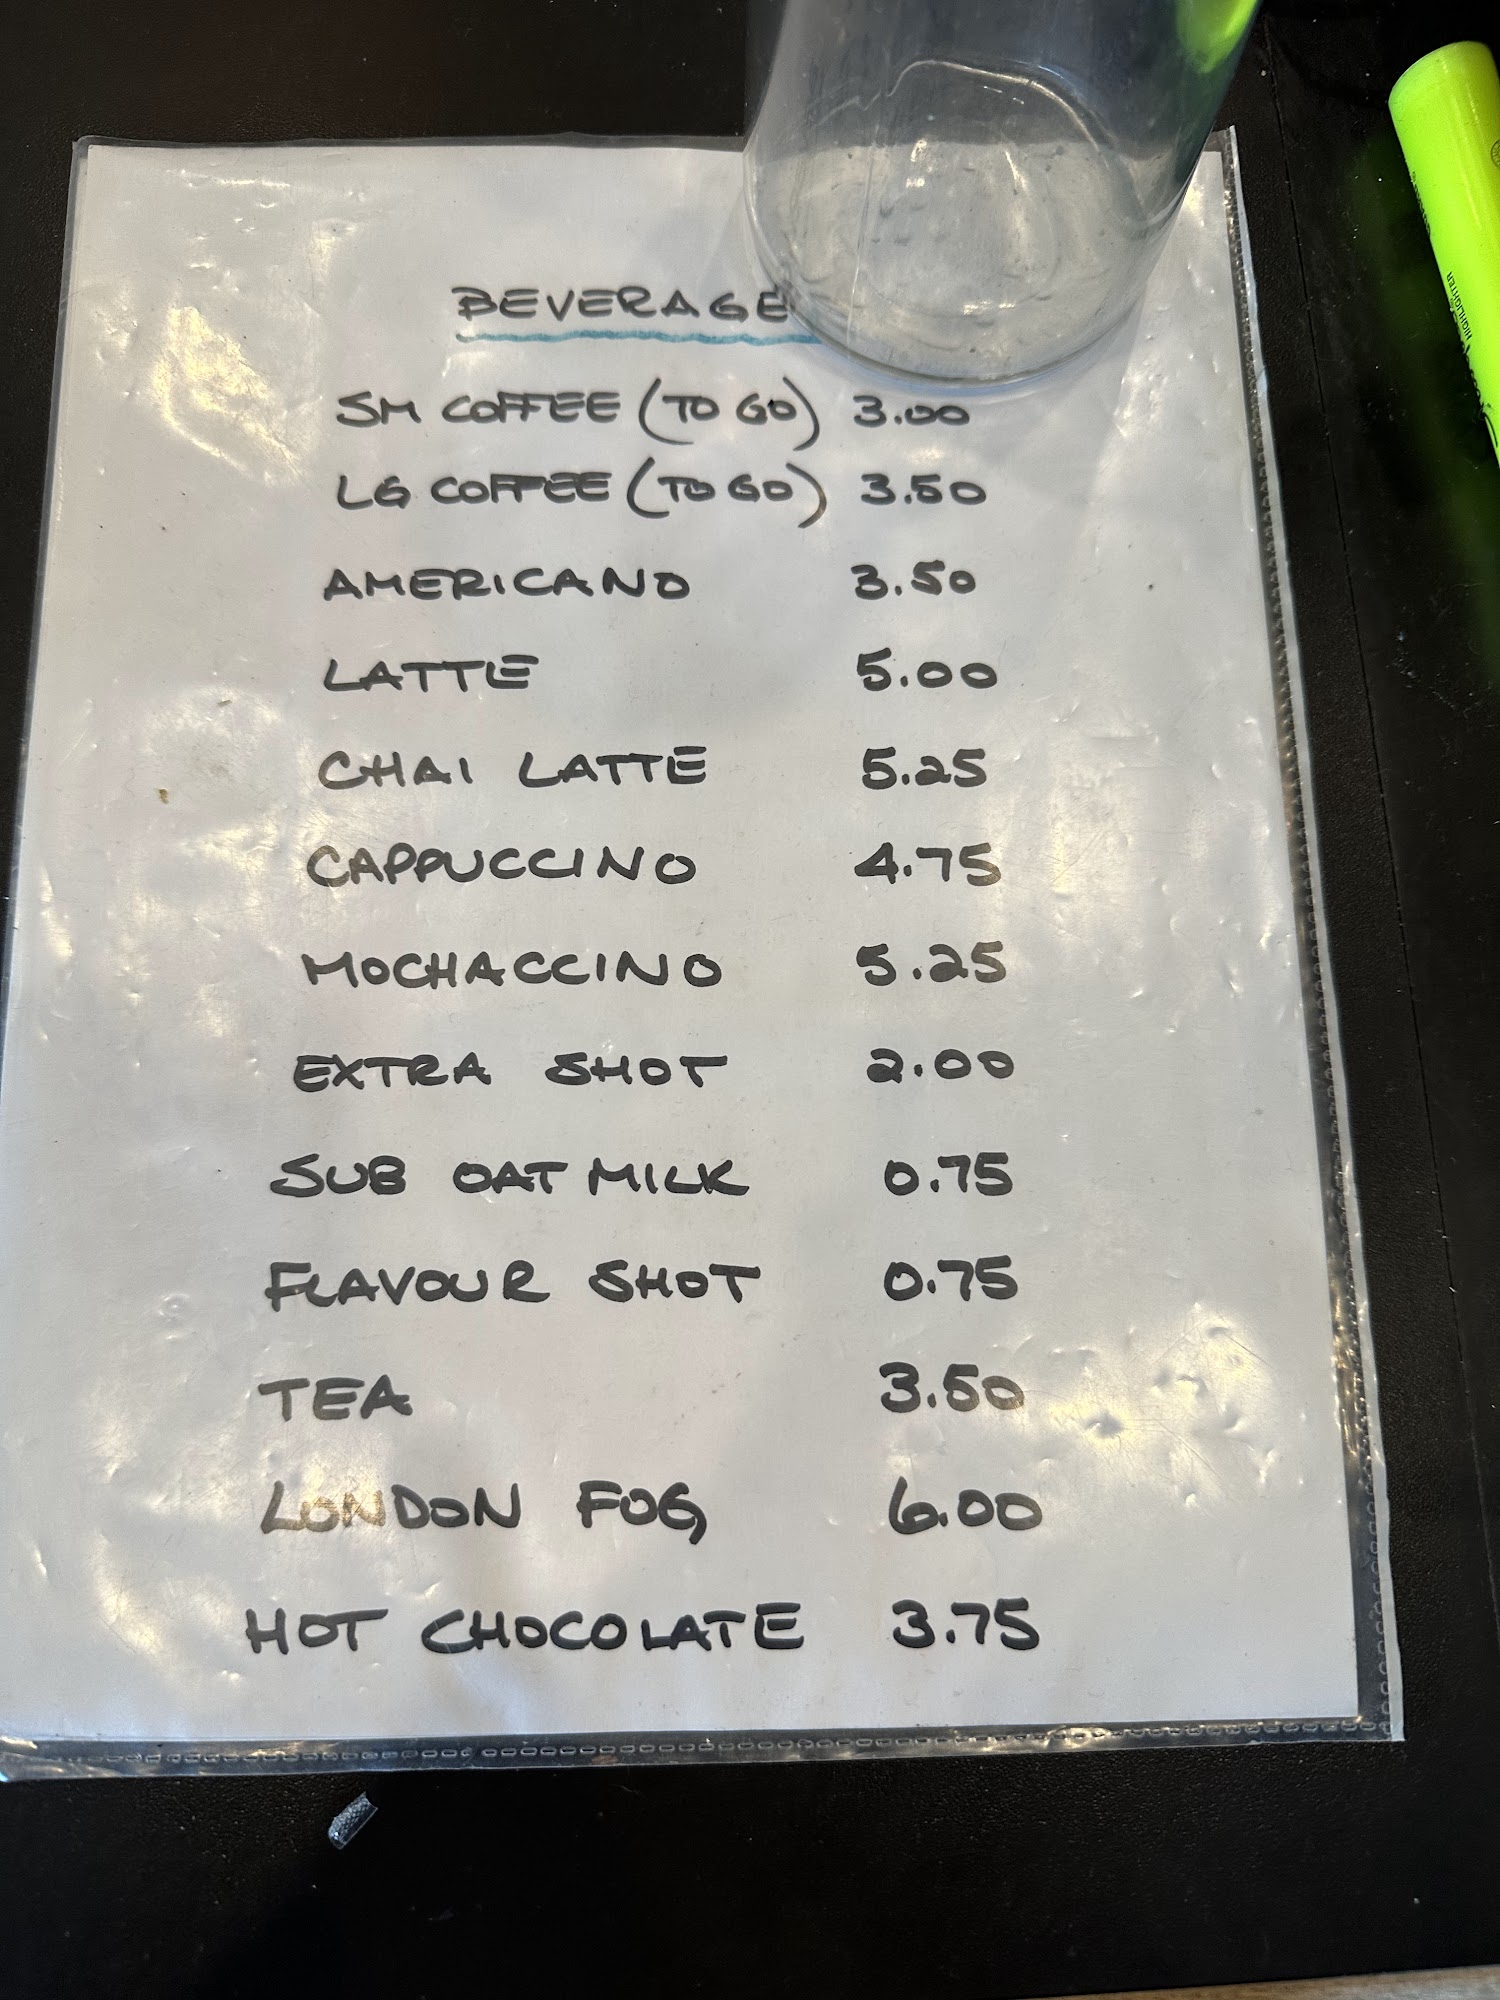 BEVERAGE
SM COFFEE (TO GO) 3.00
LG COFFEE (TO GO) 3.50
AMERICANO 3.50
LATTE 5.00
CHAI LATTE 5.25
CAPPUCCINO 4.75
MOCHACCINO 5.25
EXTRA SHOT 2.00
SUB OAT MILK 0.75
FLAVOUR SHOT 0.75
TEA 3.50
LONDON FOG 6.00
HOT CHOCOLATE 3.75
HIGHLIGHTER